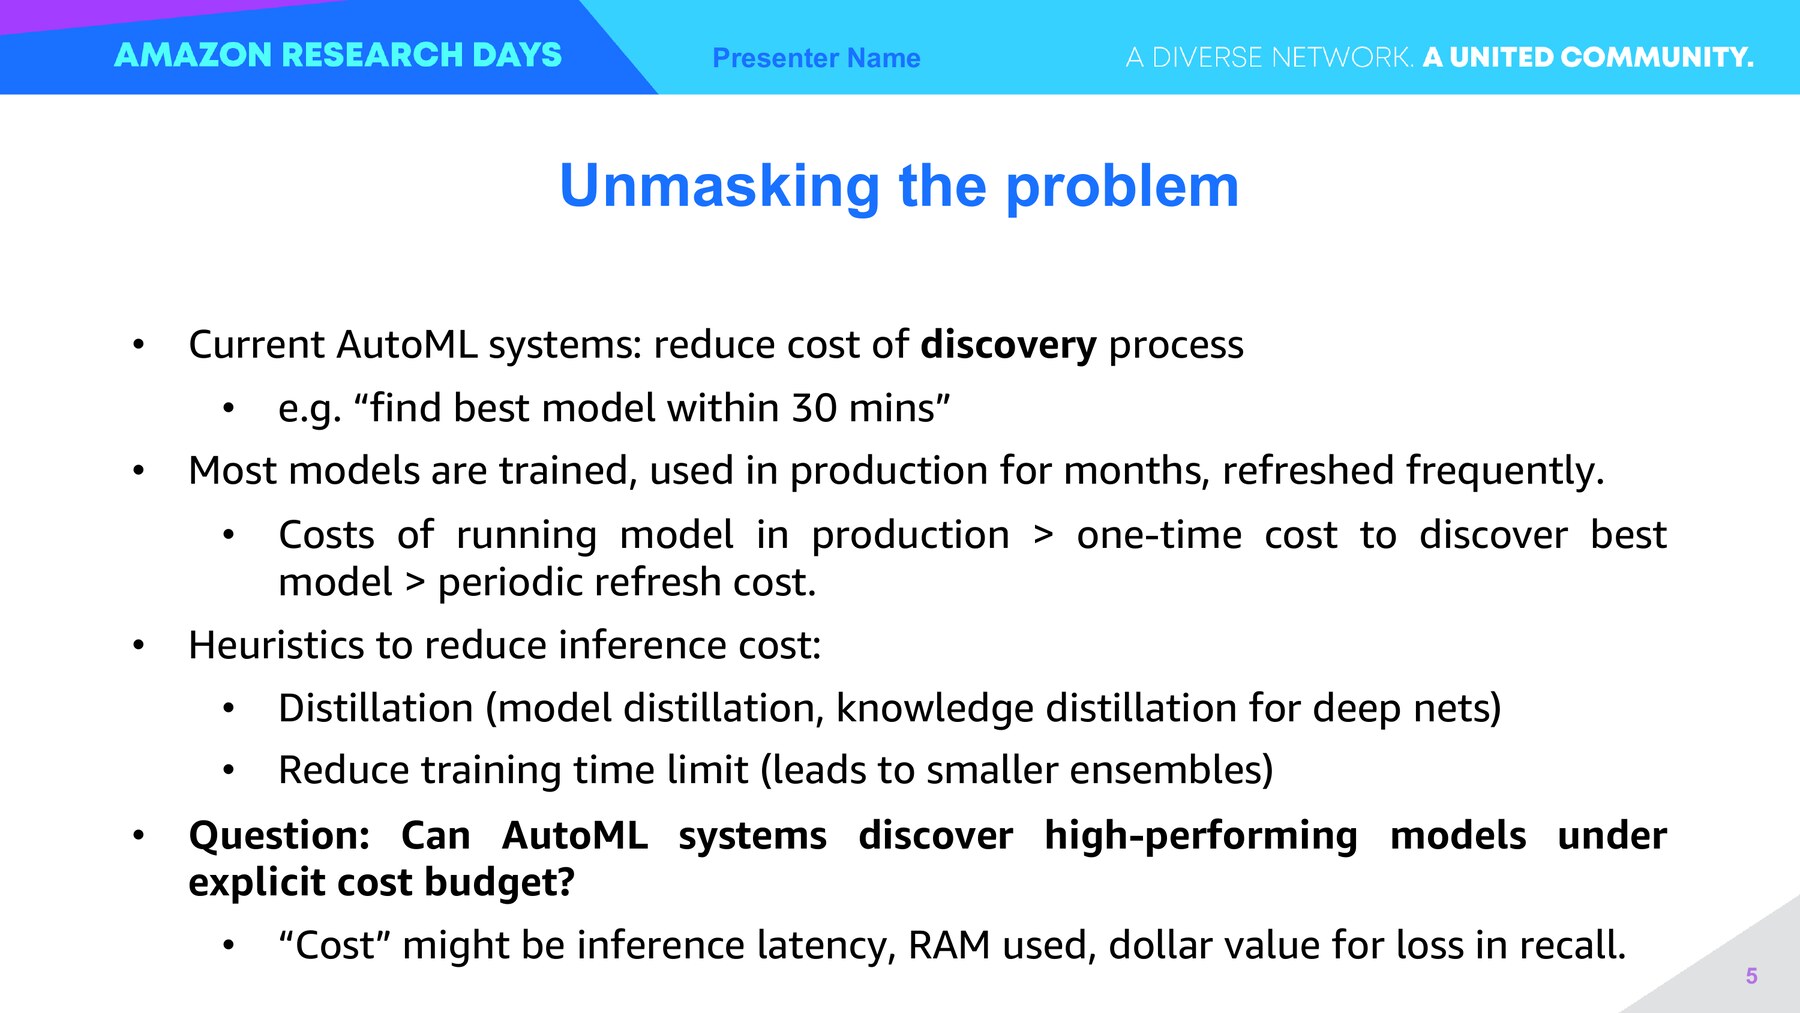 AMAZON RESEARCH DAYS
Presenter Name
A DIVERSE NETWORK. A UNITED COMMUNITY.
Unmasking the problem
• Current AutoML systems: reduce cost of discovery process
• e.g. “find best model within 30 mins”
• Most models are trained, used in production for months, refreshed frequently.
• Costs of running model in production > one-time cost to discover best
model > periodic refresh cost.
• Heuristics to reduce inference cost:
• Distillation (model distillation, knowledge distillation for deep nets)
• Reduce training time limit (leads to smaller ensembles)
• Question: Can AutoML systems discover high-performing models under
explicit cost budget?
• “Cost” might be inference latency, RAM used, dollar value for loss in recall.
5